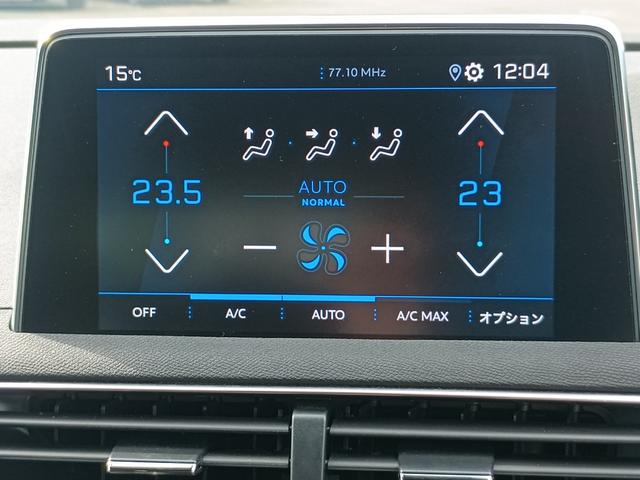 15°C 77.10 MHz 12:04
23.5 23
AUTO
NORMAL
OFF A/C AUTO A/C MAX オプション